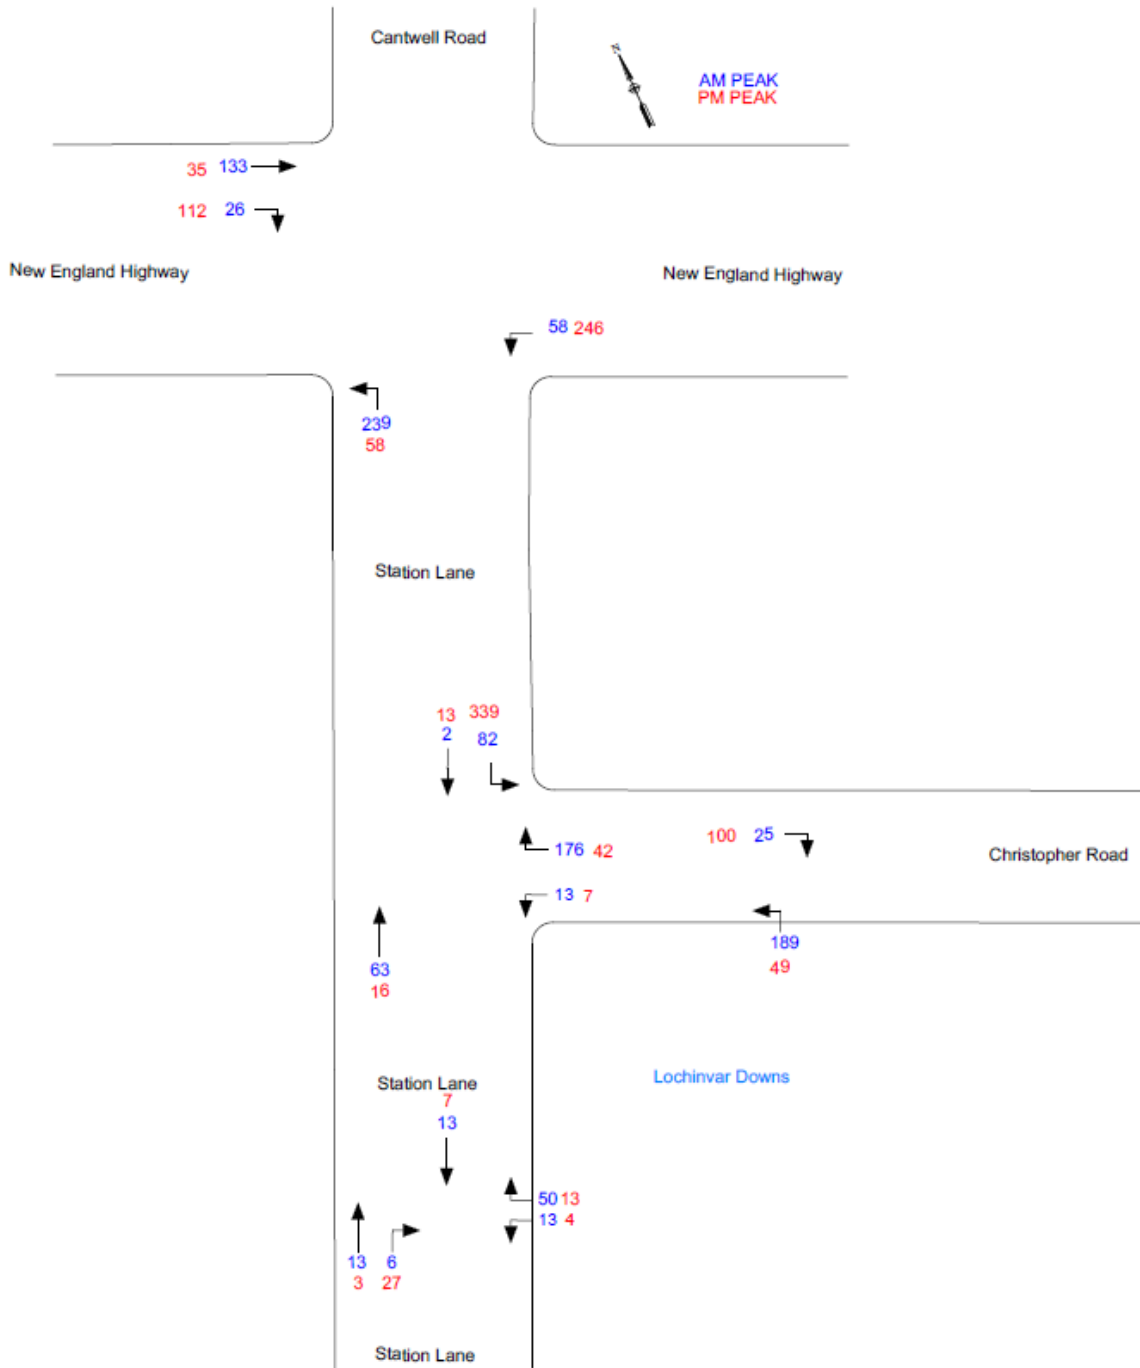 Cantwell Road
N
AM PEAK
PM PEAK
35 133
112 26
New England Highway
New England Highway
58 246
239
58
Station Lane
13 339
2 82
176 42
100 25
Christopher Road
13 7
63
16
189
49
Station Lane
Lochinvar Downs
7
13
50 13
13 4
13 6
3 27
Station Lane